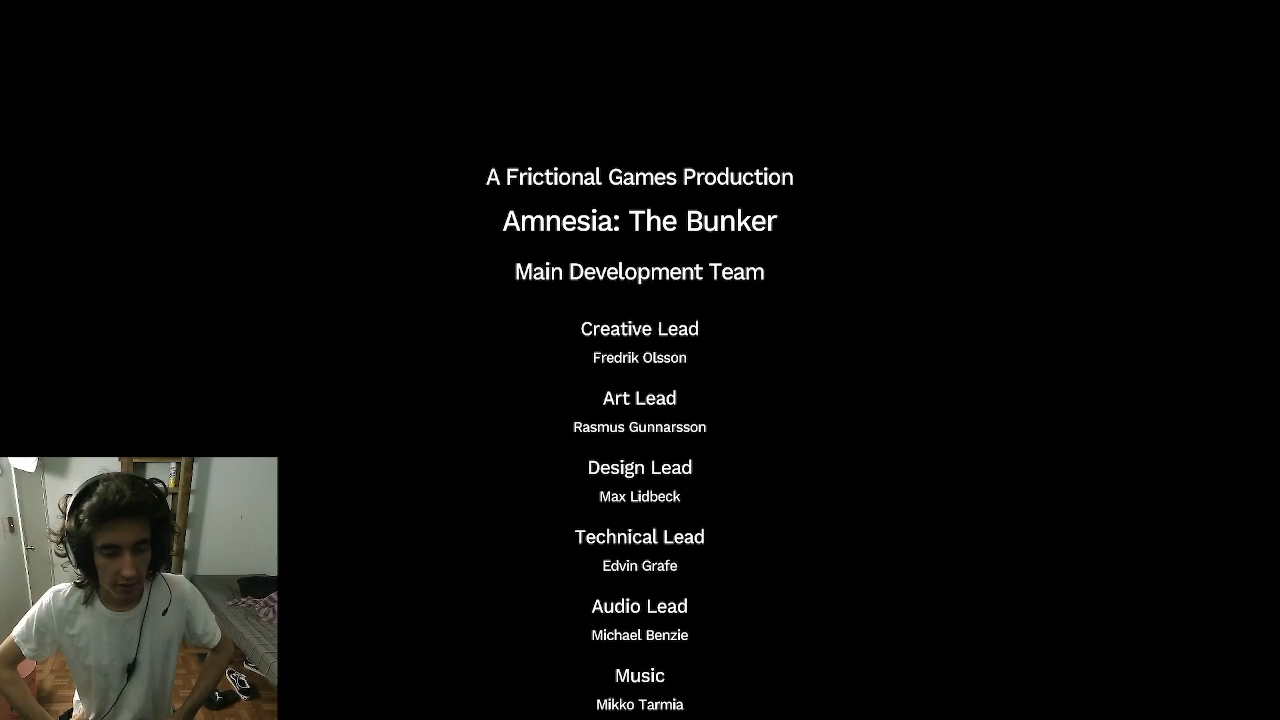 A Frictional Games Production
Amnesia: The Bunker
Main Development Team
Creative Lead
Fredrik Olsson
Art Lead
Rasmus Gunnarsson
Design Lead
Max Lidbeck
Technical Lead
Edvin Grafe
Audio Lead
Michael Benzie
Music
Mikko Tarmia